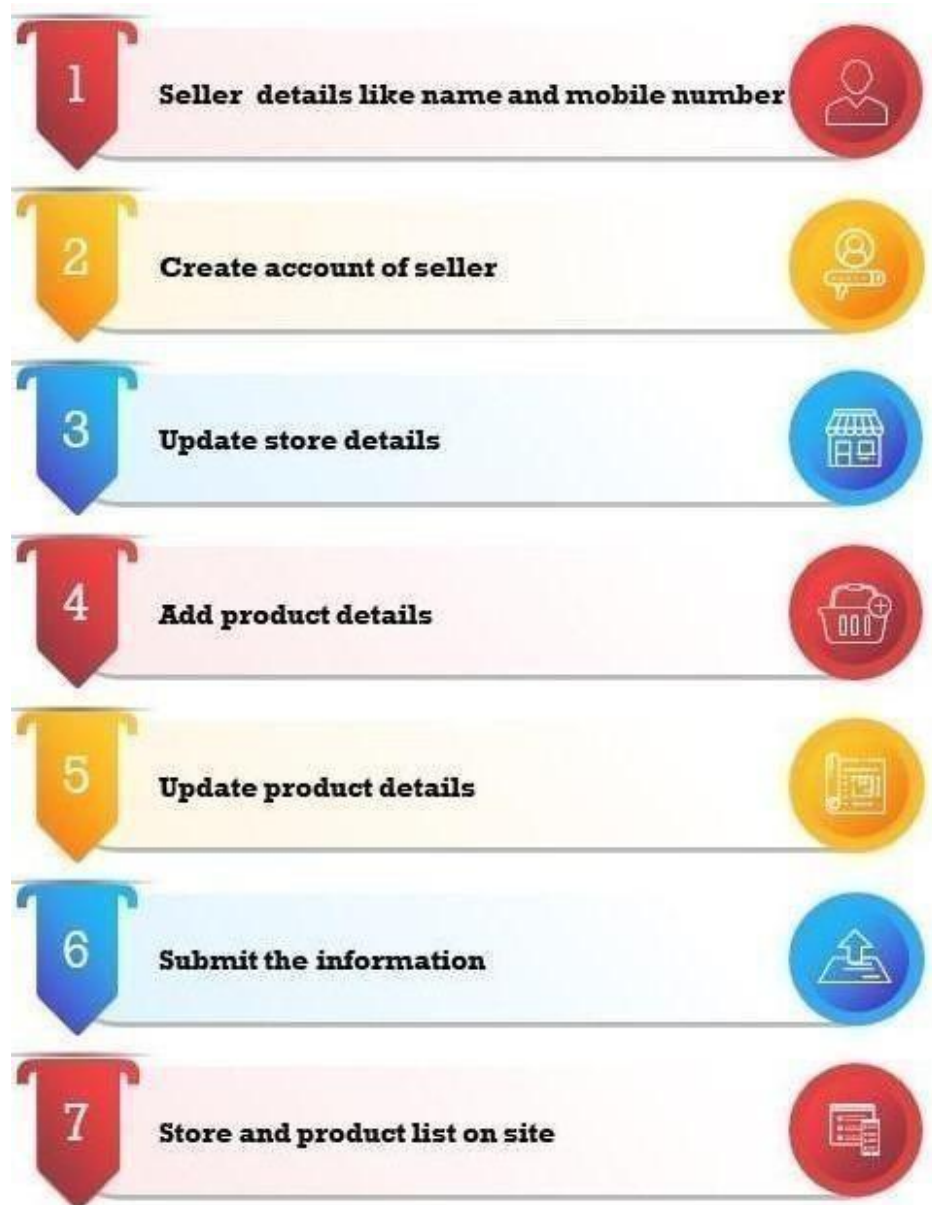 1
Seller details like name and mobile number
2
Create account of seller
3
Update store details
4
Add product details
5
Update product details
6
Submit the information
7
Store and product list on site